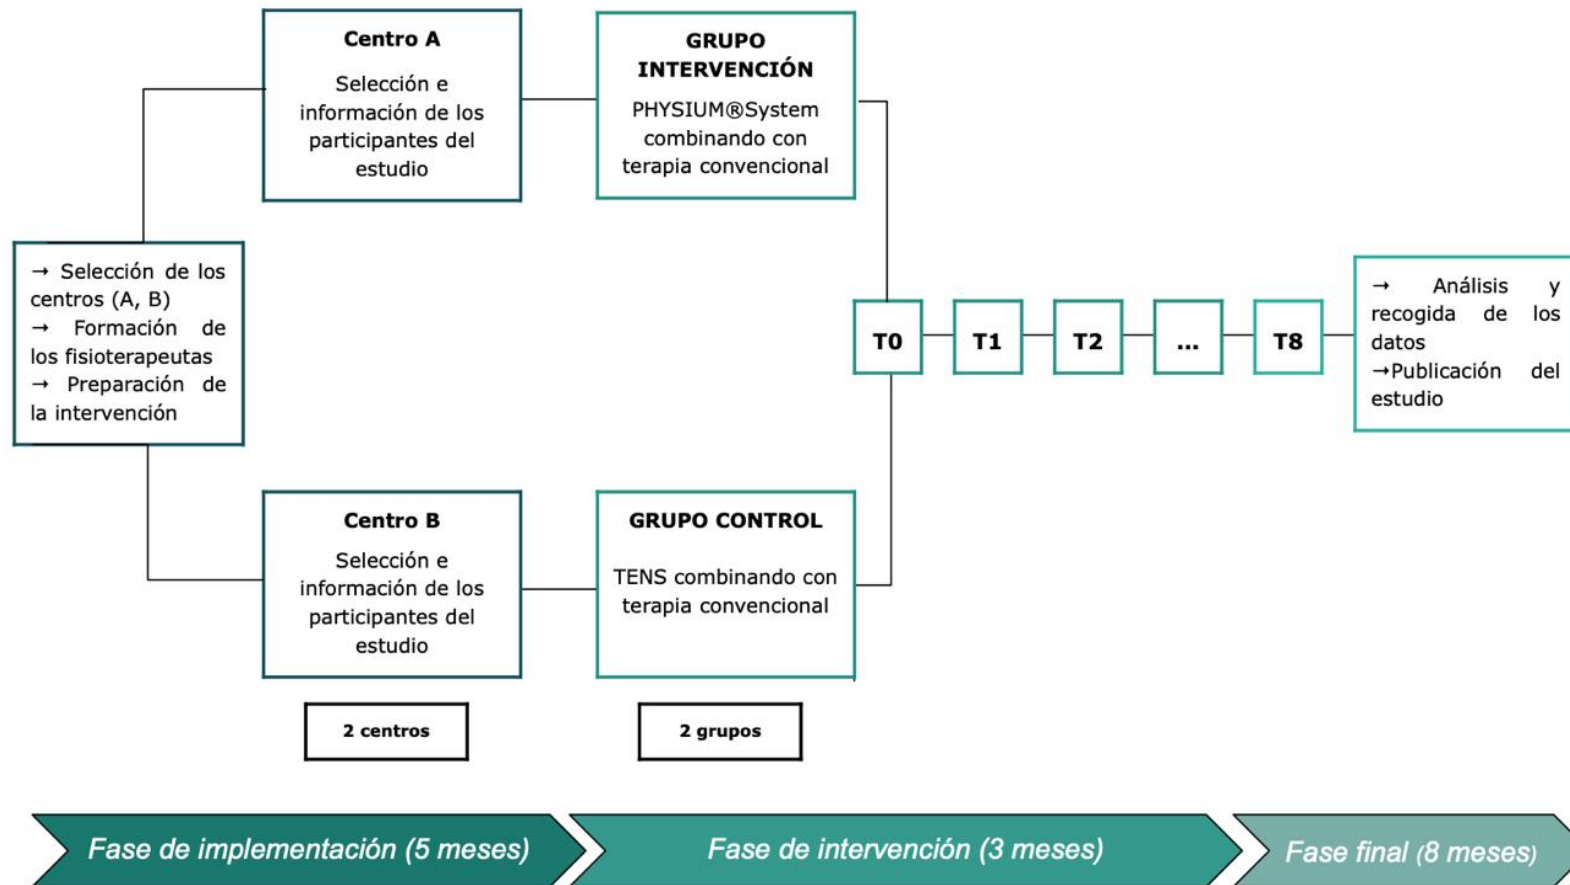 → Selección de los
centros (A, B)
→ Formación de
los fisioterapeutas
→ Preparación de
la intervención
Centro A
Selección e
información de los
participantes del
estudio
GRUPO
INTERVENCIÓN
PHYSIUM®System
combinando con
terapia convencional
Centro B
Selección e
información de los
participantes del
estudio
GRUPO CONTROL
TENS combinando con
terapia convencional
2 centros
2 grupos
T0
T1
T2
...
T8
→ Análisis y
recogida de los
datos
→Publicación del
estudio
Fase de implementación (5 meses)
Fase de intervención (3 meses)
Fase final (8 meses)